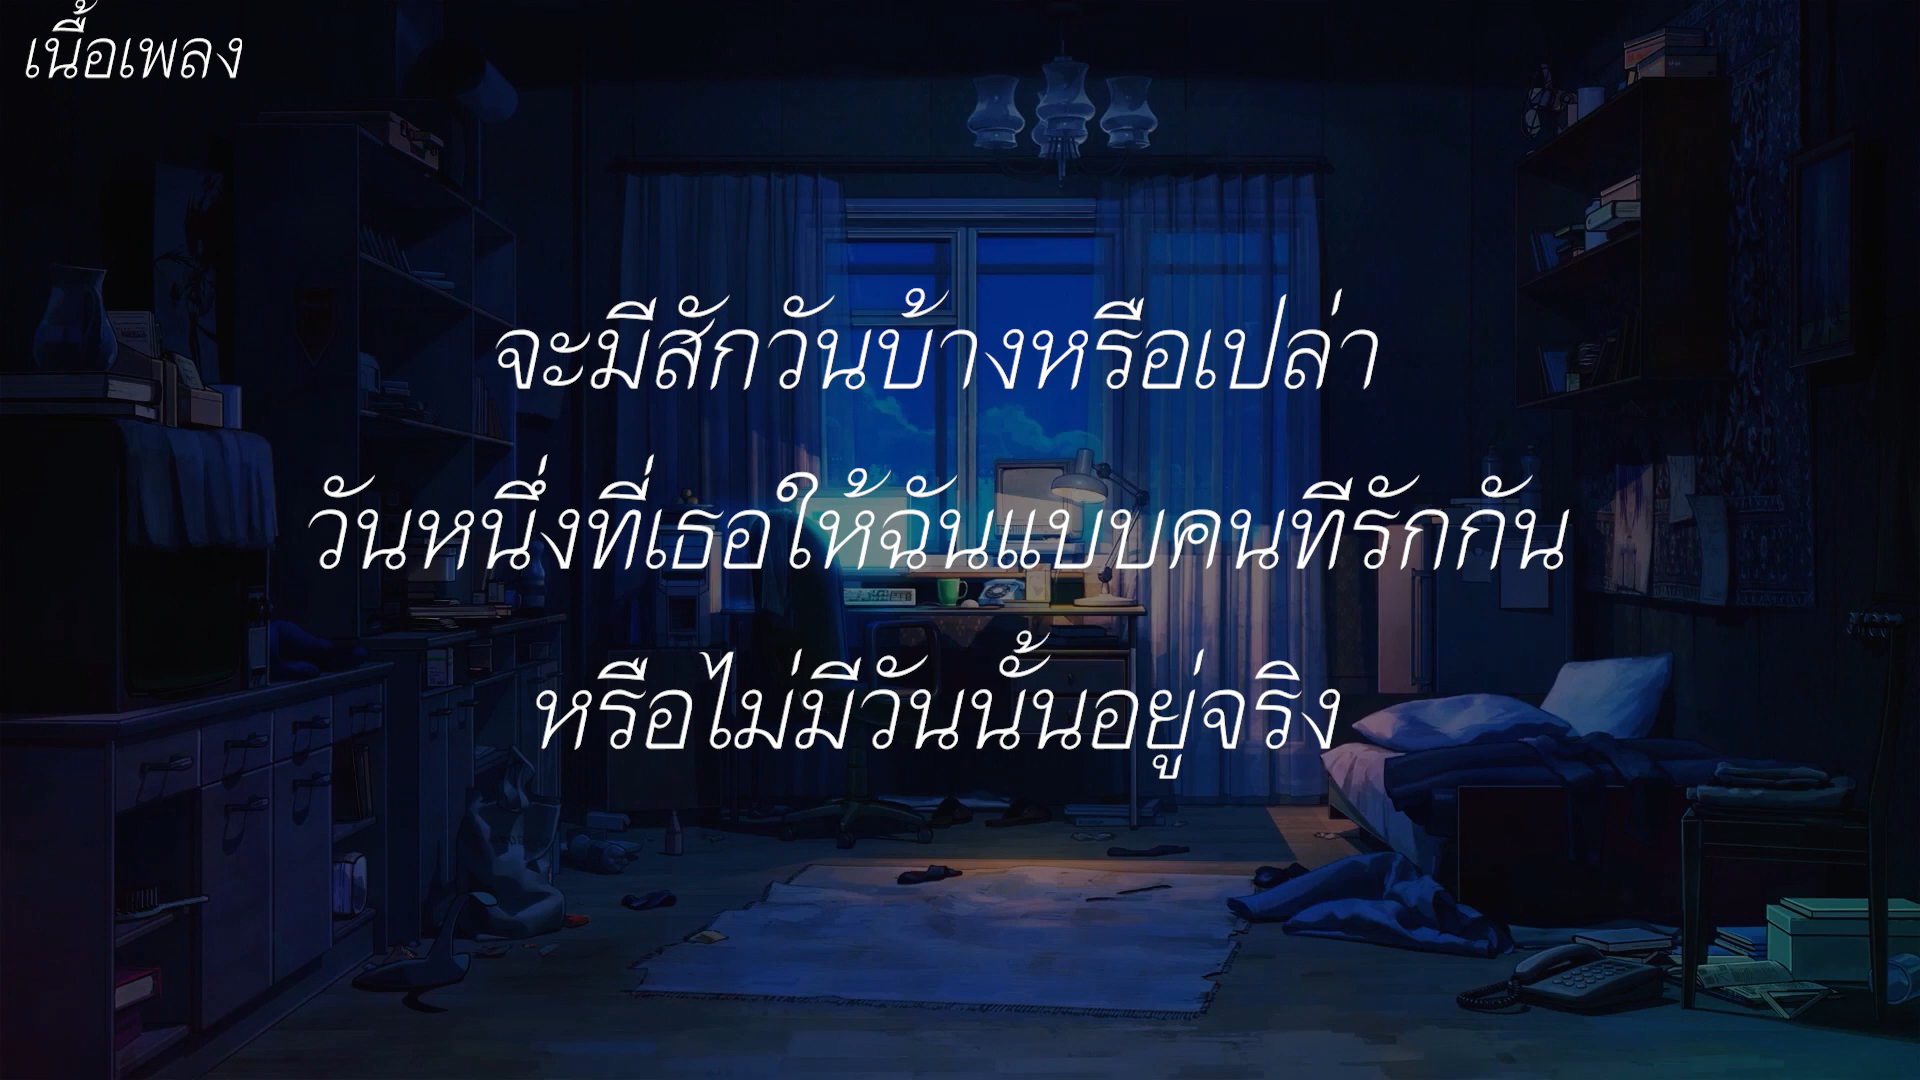 เนื้อเพลง
จะมีสักวันบ้างหรือเปล่า
วันหนึ่งที่เธอให้ฉันแบบคนทีรักกัน
หรือไม่มีวันนั้นอยู่จริง